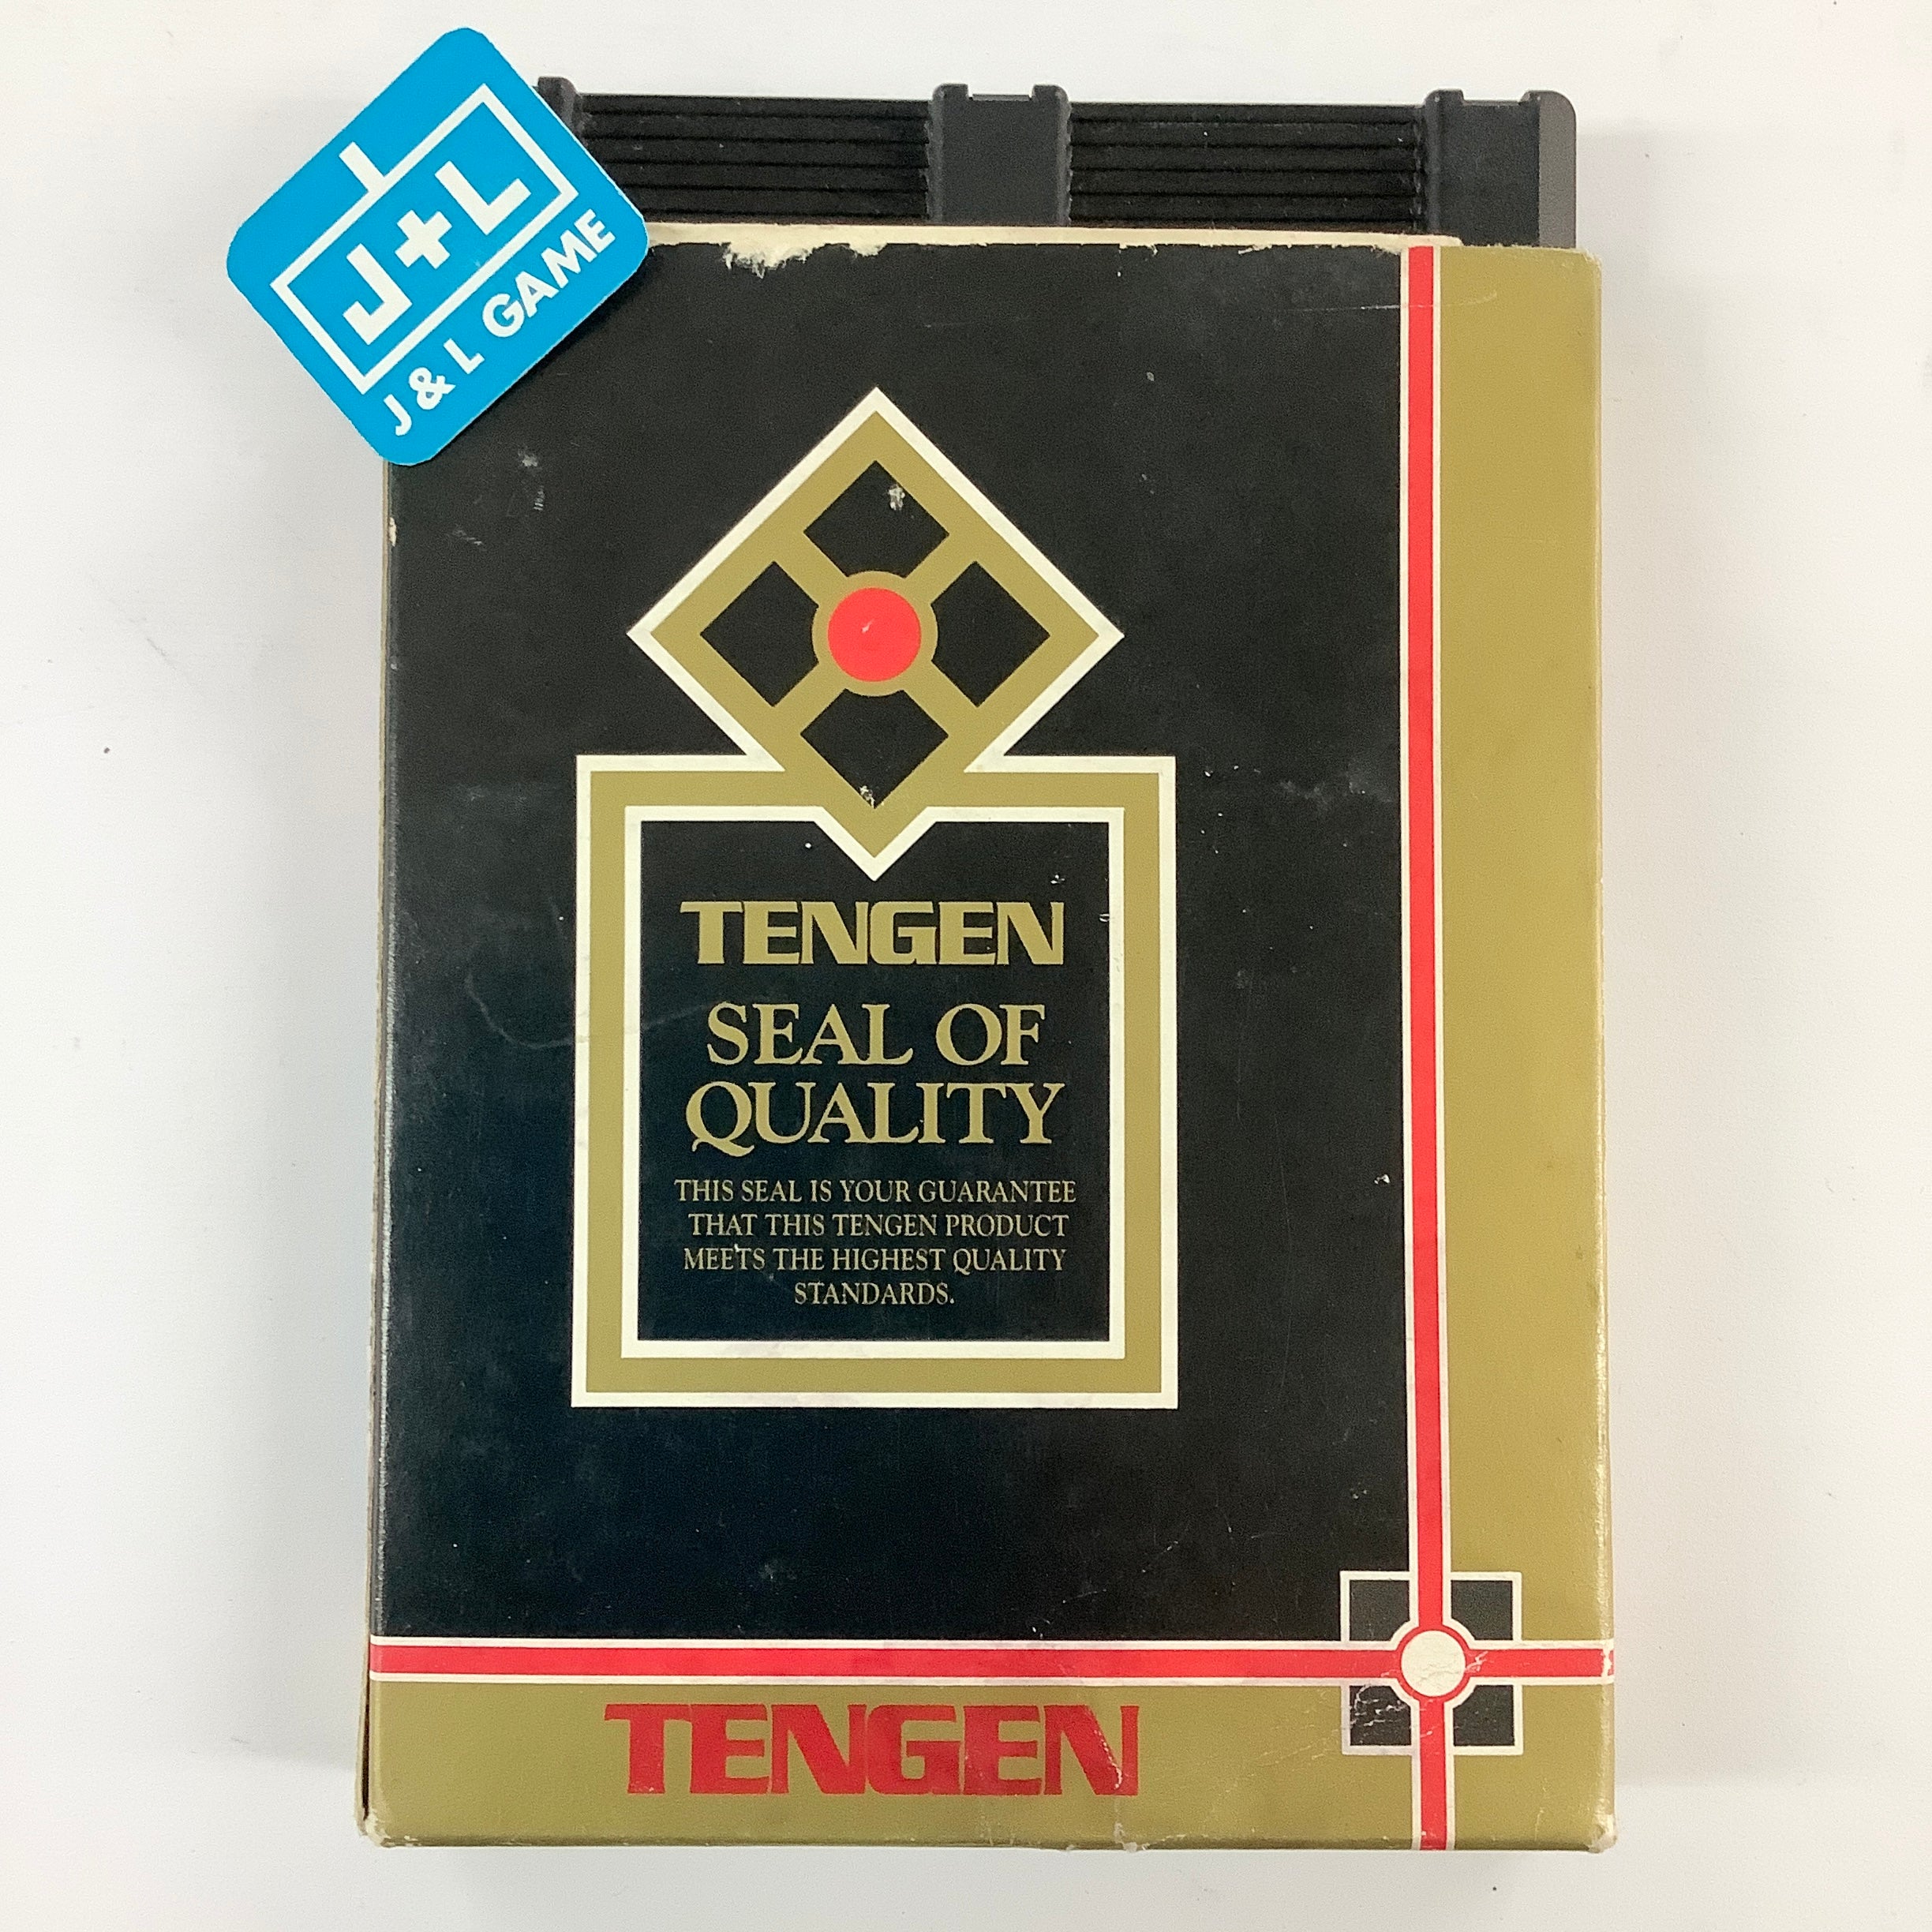 J+L
J & L GAME
TENGEN
SEAL OF
QUALITY
THIS SEAL IS YOUR GUARANTEE
THAT THIS TENGEN PRODUCT
MEETS THE HIGHEST QUALITY
STANDARDS.
TENGEN